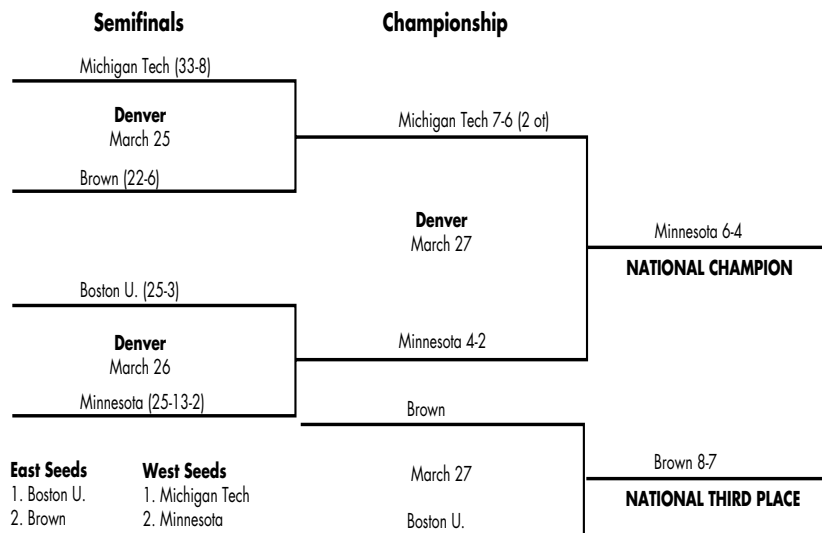 Semifinals
Championship
Michigan Tech (33-8)
Denver
March 25
Michigan Tech 7-6 (2 ot)
Brown (22-6)
Denver
March 27
Minnesota 6-4
NATIONAL CHAMPION
Boston U. (25-3)
Denver
March 26
Minnesota 4-2
Minnesota (25-13-2)
Brown
March 27
Boston U.
Brown 8-7
NATIONAL THIRD PLACE
East Seeds
1. Boston U.
2. Brown
West Seeds
1. Michigan Tech
2. Minnesota